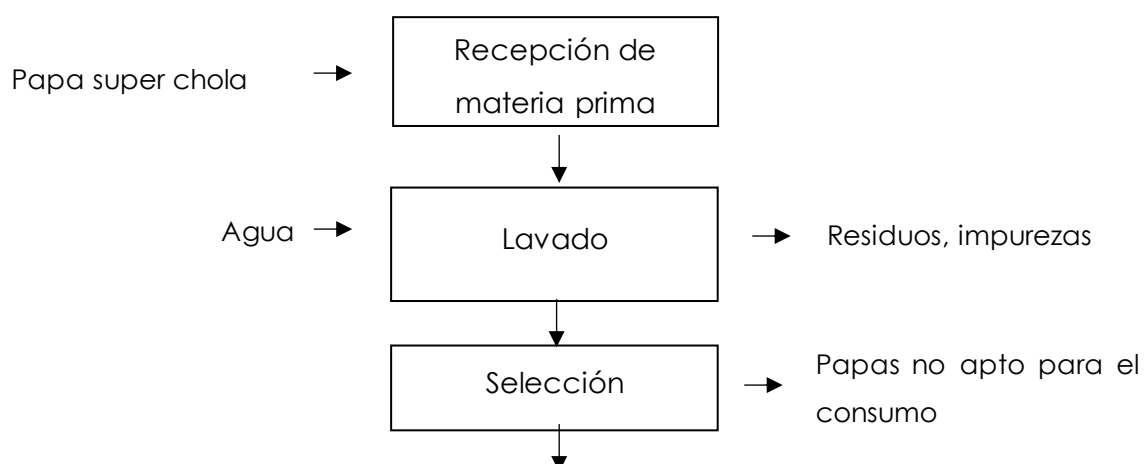 Recepción de
Papa super chola
materia prima
Agua
Lavado
Residuos, impurezas
Selección
Papas no apto para el
consumo